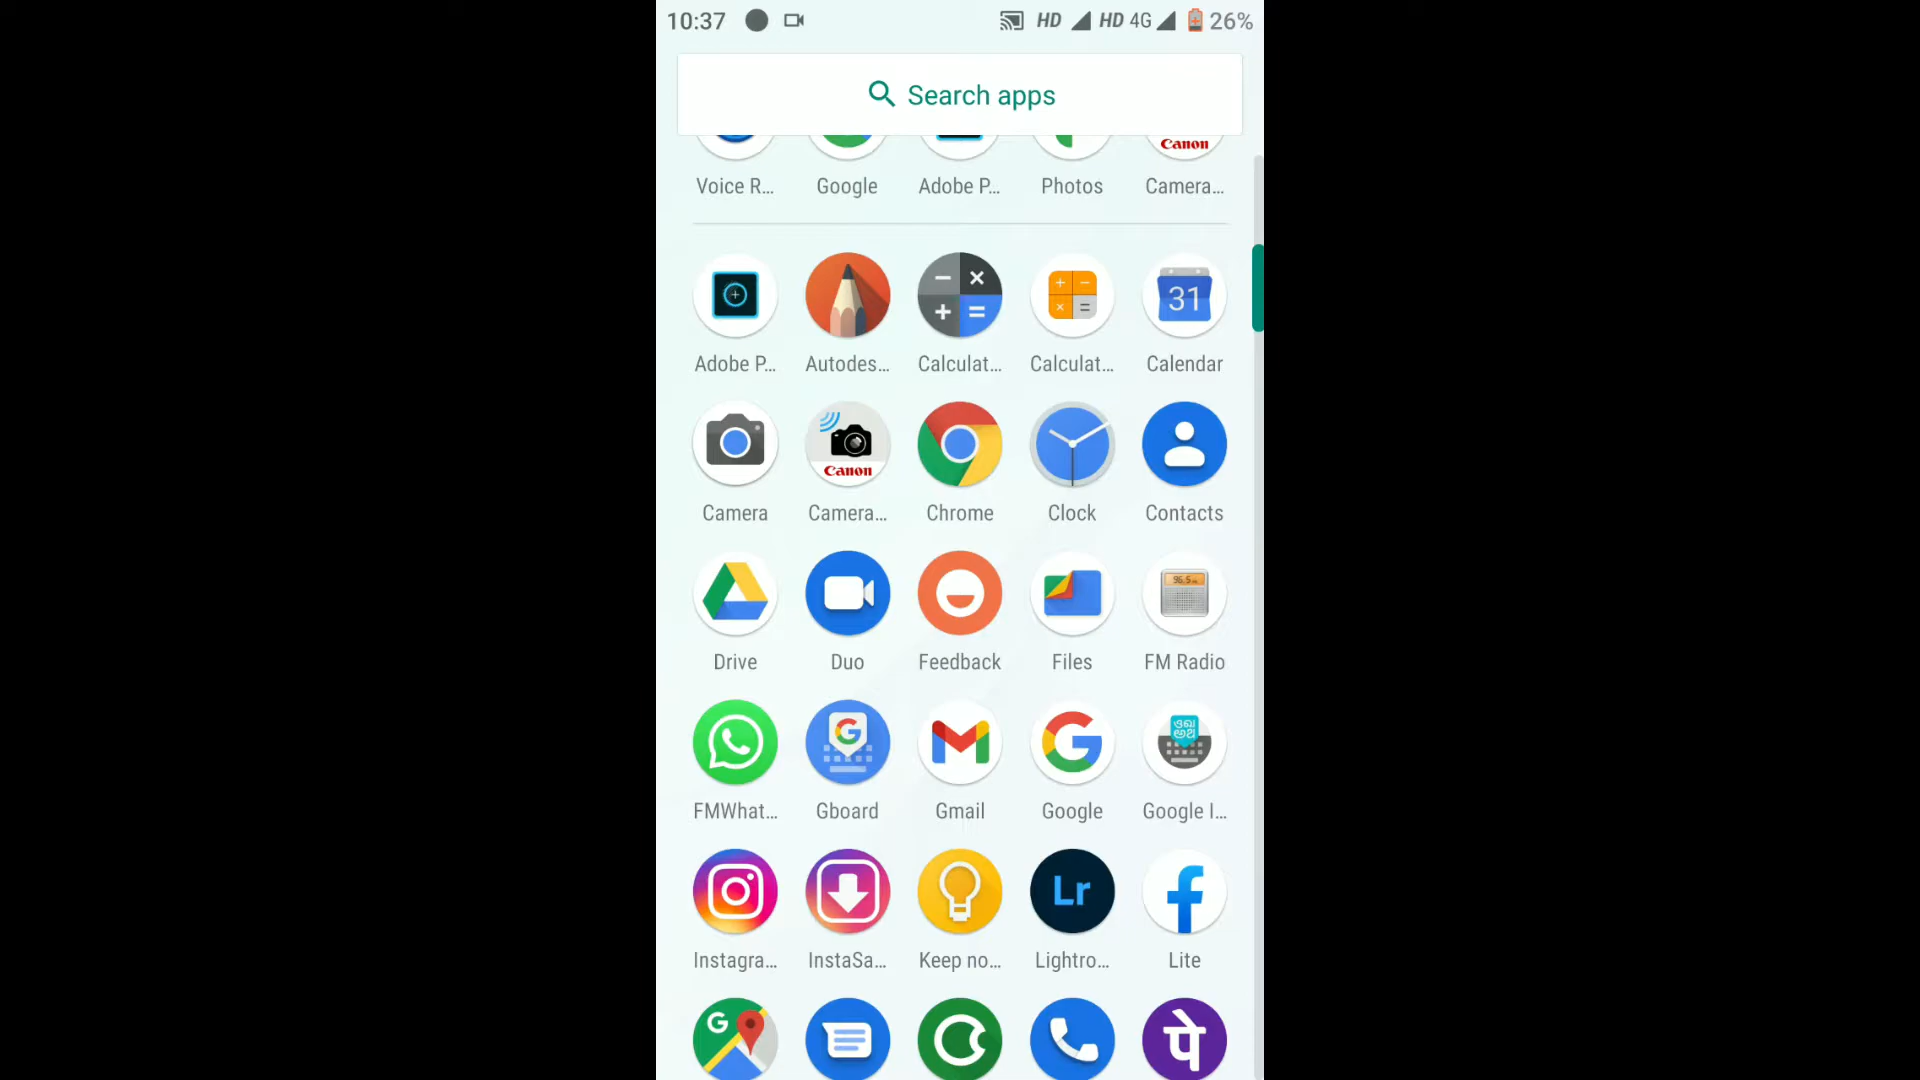 10:37 HD HD 4G 26%
Search apps
Canon
Voice R... Google Adobe P... Photos Camera...
31
Adobe P... Autodes... Calculat... Calculat... Calendar
Canon
Camera Camera... Chrome Clock Contacts
96.5
Drive Duo Feedback Files FM Radio
G G
FMWhat... Gboard Gmail Google Google I...
Lr f
Instagra... InstaSa... Keep no... Lightro... Lite
G पे